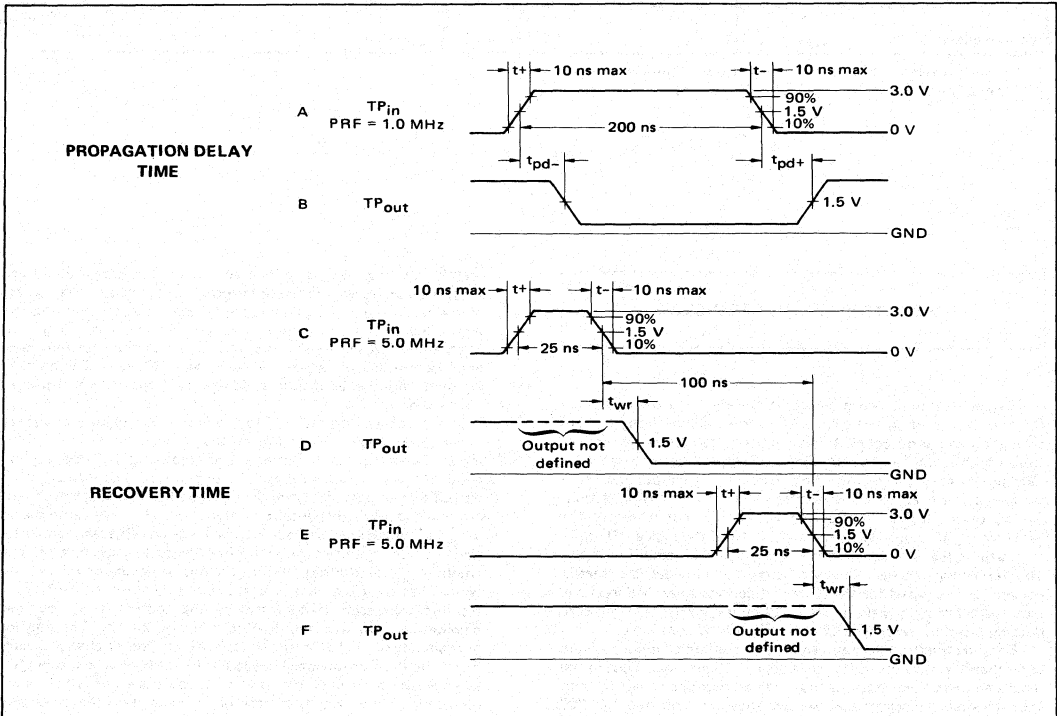 t+ 10 ns max t– 10 ns max
3.0 V
90%
A TPin 1.5 V
PRF = 1.0 MHz 200 ns 10%
0 V
PROPAGATION DELAY
TIME
tpd– tpd+
B TPout 1.5 V
GND
10 ns max t+ t– 10 ns max
3.0 V
90%
C TPin 1.5 V
PRF = 5.0 MHz 25 ns 10%
0 V
100 ns
twr
D TPout Output not 1.5 V
defined
GND
RECOVERY TIME
10 ns max t+ t– 10 ns max
3.0 V
90%
E TPin 1.5 V
PRF = 5.0 MHz 25 ns 10%
0 V
twr
F TPout Output not 1.5 V
defined
GND